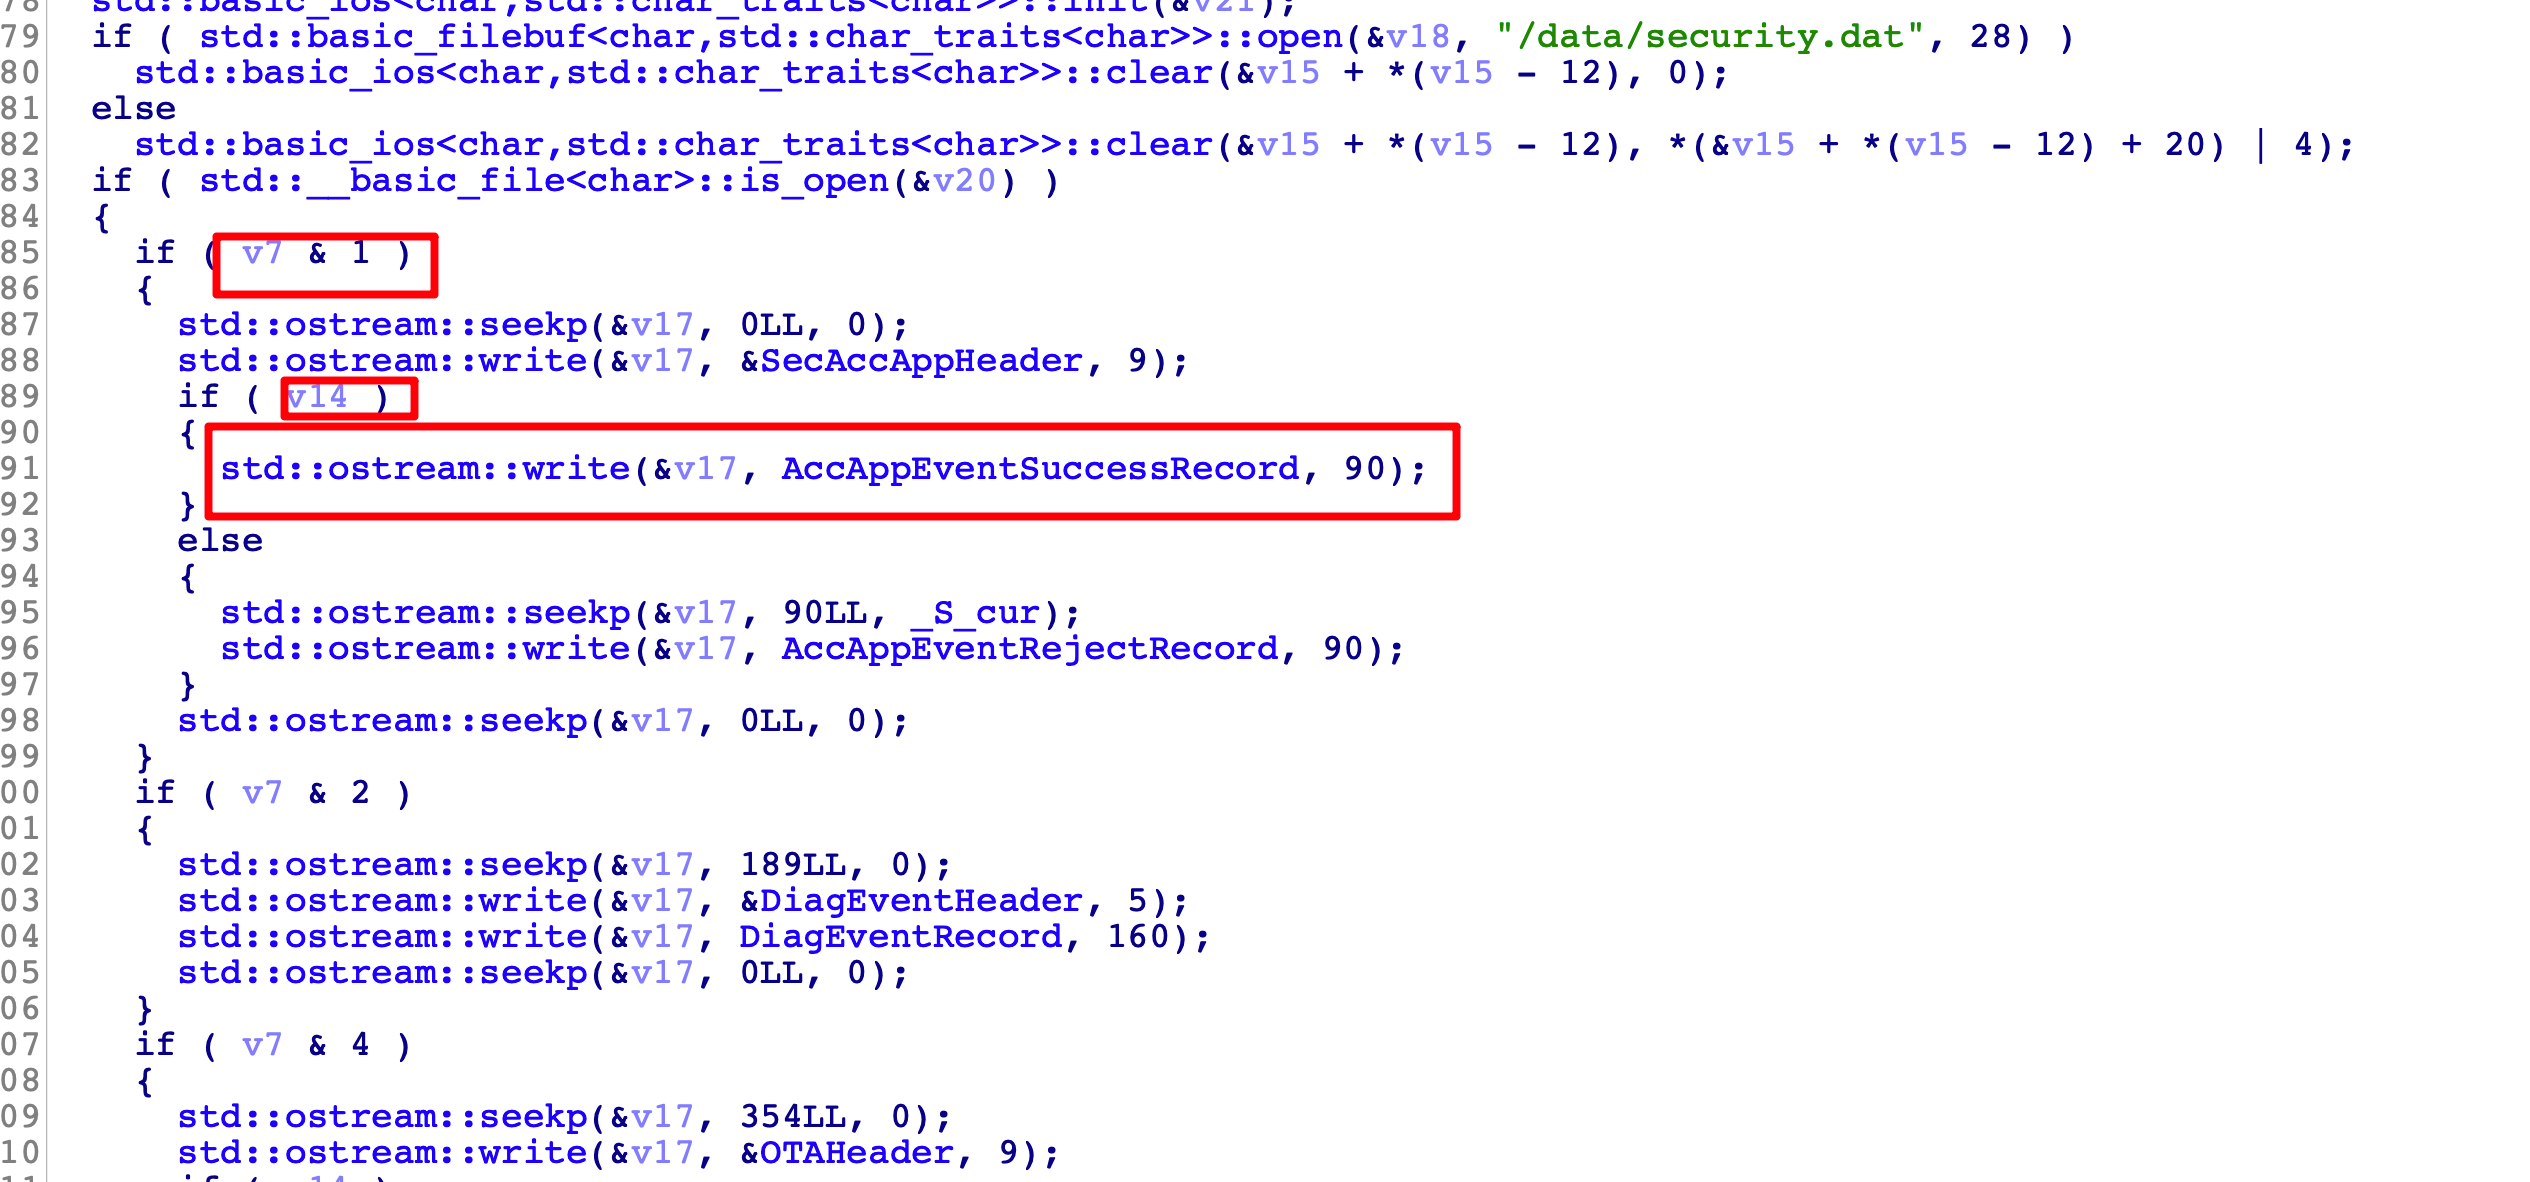 78 std::basic_ios<char,std::char_traits<char>>::init(&v21);
79 if ( std::basic_filebuf<char,std::char_traits<char>>::open(&v18, "/data/security.dat", 28) )
80 std::basic_ios<char,std::char_traits<char>>::clear(&v15 + *(v15 - 12), 0);
81 else
82 std::basic_ios<char,std::char_traits<char>>::clear(&v15 + *(v15 - 12), *(&v15 + *(v15 - 12) + 20) | 4);
83 if ( std::__basic_file<char>::is_open(&v20) )
84 {
85 if ( v7 & 1 )
86 {
87 std::ostream::seekp(&v17, 0LL, 0);
88 std::ostream::write(&v17, &SecAccAppHeader, 9);
89 if ( v14 )
90 {
91 std::ostream::write(&v17, AccAppEventSuccessRecord, 90);
92 }
93 else
94 {
95 std::ostream::seekp(&v17, 90LL, _S_cur);
96 std::ostream::write(&v17, AccAppEventRejectRecord, 90);
97 }
98 std::ostream::seekp(&v17, 0LL, 0);
99 }
00 if ( v7 & 2 )
01 {
02 std::ostream::seekp(&v17, 189LL, 0);
03 std::ostream::write(&v17, &DiagEventHeader, 5);
04 std::ostream::write(&v17, DiagEventRecord, 160);
05 std::ostream::seekp(&v17, 0LL, 0);
06 }
07 if ( v7 & 4 )
08 {
09 std::ostream::seekp(&v17, 354LL, 0);
10 std::ostream::write(&v17, &OTAHeader, 9);